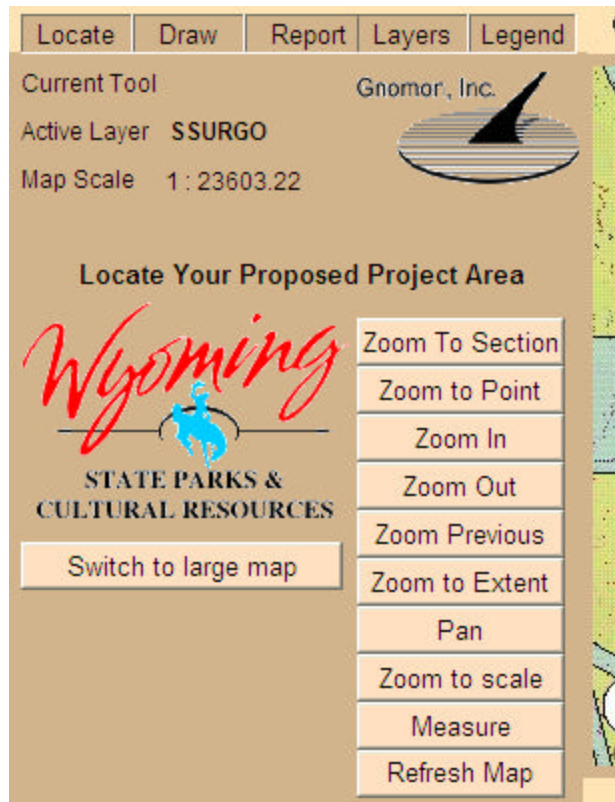 Locate Draw Report Layers Legend
Current Tool
Gnomon, Inc.
Active Layer SSURGO
Map Scale 1 : 23603.22
Locate Your Proposed Project Area
Wyoming
STATE PARKS &
CULTURAL RESOURCES
Switch to large map
Zoom To Section
Zoom to Point
Zoom In
Zoom Out
Zoom Previous
Zoom to Extent
Pan
Zoom to scale
Measure
Refresh Map